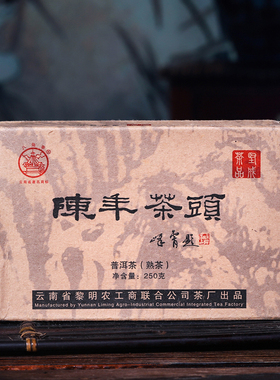 陳年茶頭
普洱茶（熟茶）
净含量：250克
云南省黎明农工商联合公司茶厂出品
Manufactured by Yunnan Liming Agro-Industrial Commercial Integrated Tea Factory